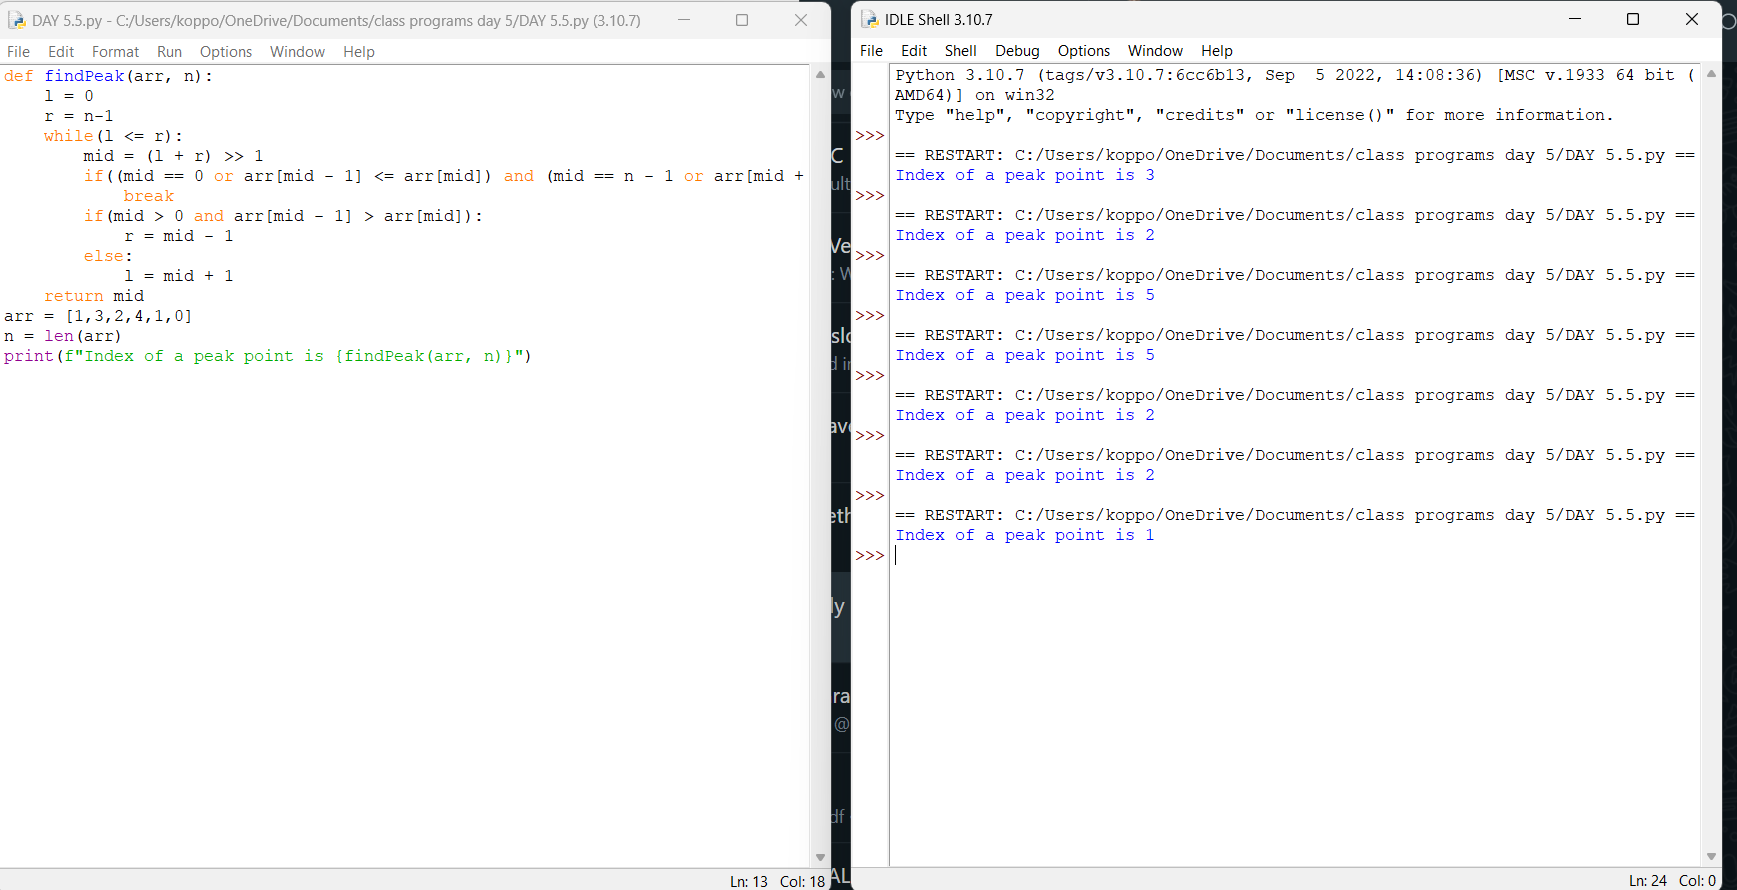 DAY 5.5.py - C:/Users/koppo/OneDrive/Documents/class programs day 5/DAY 5.5.py (3.10.7)
File Edit Format Run Options Window Help
def findPeak(arr, n):
    l = 0
    r = n-1
    while(l <= r):
        mid = (l + r) >> 1
        if((mid == 0 or arr[mid - 1] <= arr[mid]) and (mid == n - 1 or arr[mid +
            break
        if(mid > 0 and arr[mid - 1] > arr[mid]):
            r = mid - 1
        else:
            l = mid + 1
    return mid
arr = [1,3,2,4,1,0]
n = len(arr)
print(f"Index of a peak point is {findPeak(arr, n)}")
Ln: 13 Col: 18
IDLE Shell 3.10.7
File Edit Shell Debug Options Window Help
Python 3.10.7 (tags/v3.10.7:6cc6b13, Sep  5 2022, 14:08:36) [MSC v.1933 64 bit (
AMD64)] on win32
Type "help", "copyright", "credits" or "license()" for more information.
>>>
== RESTART: C:/Users/koppo/OneDrive/Documents/class programs day 5/DAY 5.5.py ==
Index of a peak point is 3
>>>
== RESTART: C:/Users/koppo/OneDrive/Documents/class programs day 5/DAY 5.5.py ==
Index of a peak point is 2
>>>
== RESTART: C:/Users/koppo/OneDrive/Documents/class programs day 5/DAY 5.5.py ==
Index of a peak point is 5
>>>
== RESTART: C:/Users/koppo/OneDrive/Documents/class programs day 5/DAY 5.5.py ==
Index of a peak point is 5
>>>
== RESTART: C:/Users/koppo/OneDrive/Documents/class programs day 5/DAY 5.5.py ==
Index of a peak point is 2
>>>
== RESTART: C:/Users/koppo/OneDrive/Documents/class programs day 5/DAY 5.5.py ==
Index of a peak point is 2
>>>
== RESTART: C:/Users/koppo/OneDrive/Documents/class programs day 5/DAY 5.5.py ==
Index of a peak point is 1
>>>
Ln: 24 Col: 0